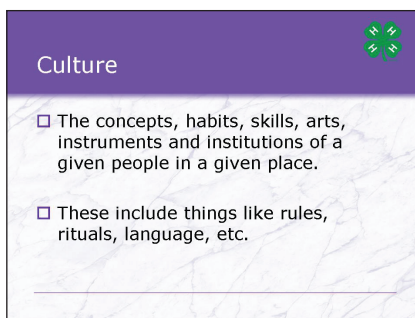 Culture
The concepts, habits, skills, arts,
instruments and institutions of a
given people in a given place.
These include things like rules,
rituals, language, etc.
H H
H H